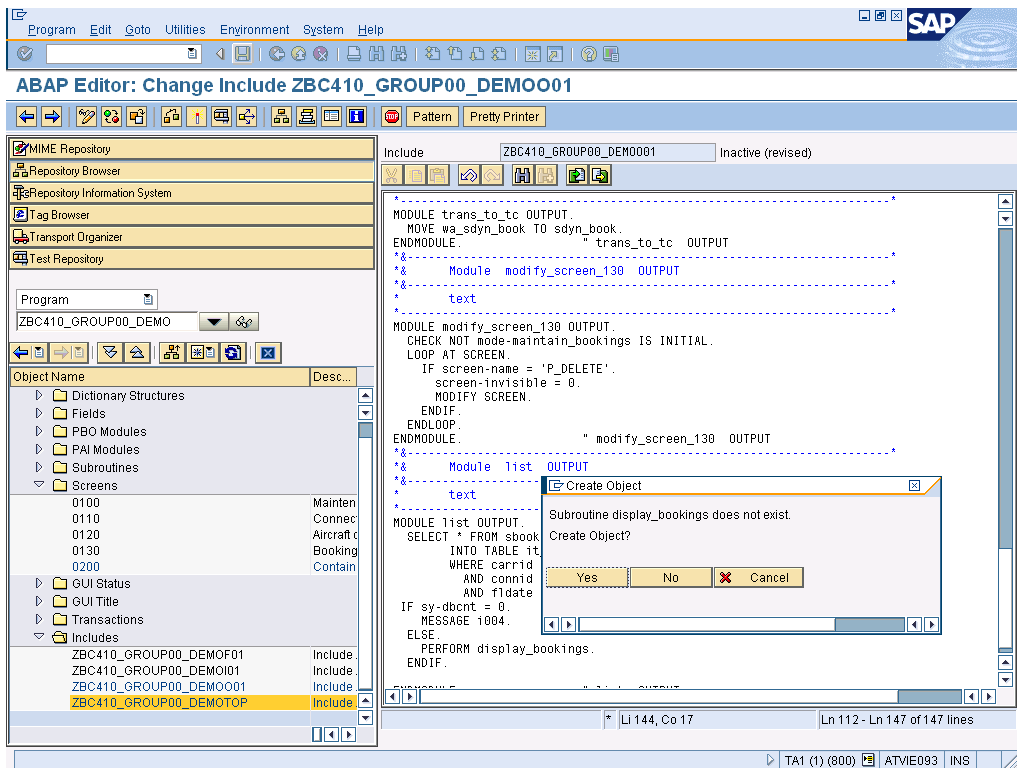 Program Edit Goto Utilities Environment System Help
SAP
ABAP Editor: Change Include ZBC410_GROUP00_DEMOO01
Pattern Pretty Printer
MIME Repository
Repository Browser
Repository Information System
Tag Browser
Transport Organizer
Test Repository
Program
ZBC410_GROUP00_DEMO
Object Name Desc...
Dictionary Structures
Fields
PBO Modules
PAI Modules
Subroutines
Screens
0100 Mainten
0110 Connec
0120 Aircraft c
0130 Booking
0200 Contain
GUI Status
GUI Title
Transactions
Includes
ZBC410_GROUP00_DEMOF01 Include
ZBC410_GROUP00_DEMOI01 Include
ZBC410_GROUP00_DEMOO01 Include
ZBC410_GROUP00_DEMOTOP Include
Include ZBC410_GROUP00_DEMOO01 Inactive (revised)
*----------------------------------------------------------------------*
MODULE trans_to_tc OUTPUT.
MOVE wa_sdyn_book TO sdyn_book.
ENDMODULE. " trans_to_tc OUTPUT
*&---------------------------------------------------------------------*
*& Module modify_screen_130 OUTPUT
*&---------------------------------------------------------------------*
* text
*----------------------------------------------------------------------*
MODULE modify_screen_130 OUTPUT.
CHECK NOT mode-maintain_bookings IS INITIAL.
LOOP AT SCREEN.
IF screen-name = 'P_DELETE'.
screen-invisible = 0.
MODIFY SCREEN.
ENDIF.
ENDLOOP.
ENDMODULE. " modify_screen_130 OUTPUT
*&---------------------------------------------------------------------*
*& Module list OUTPUT
*&---------------------
* text
*----------------------
MODULE list OUTPUT.
SELECT * FROM sbook
INTO TABLE it_
WHERE carrid
AND connid
AND fldate
IF sy-dbcnt = 0.
MESSAGE i004.
ELSE.
PERFORM display_bookings.
ENDIF.
Create Object
Subroutine display_bookings does not exist.
Create Object?
Yes No Cancel
* Li 144, Co 17 Ln 112 - Ln 147 of 147 lines
TA1 (1) (800) ATVIE093 INS